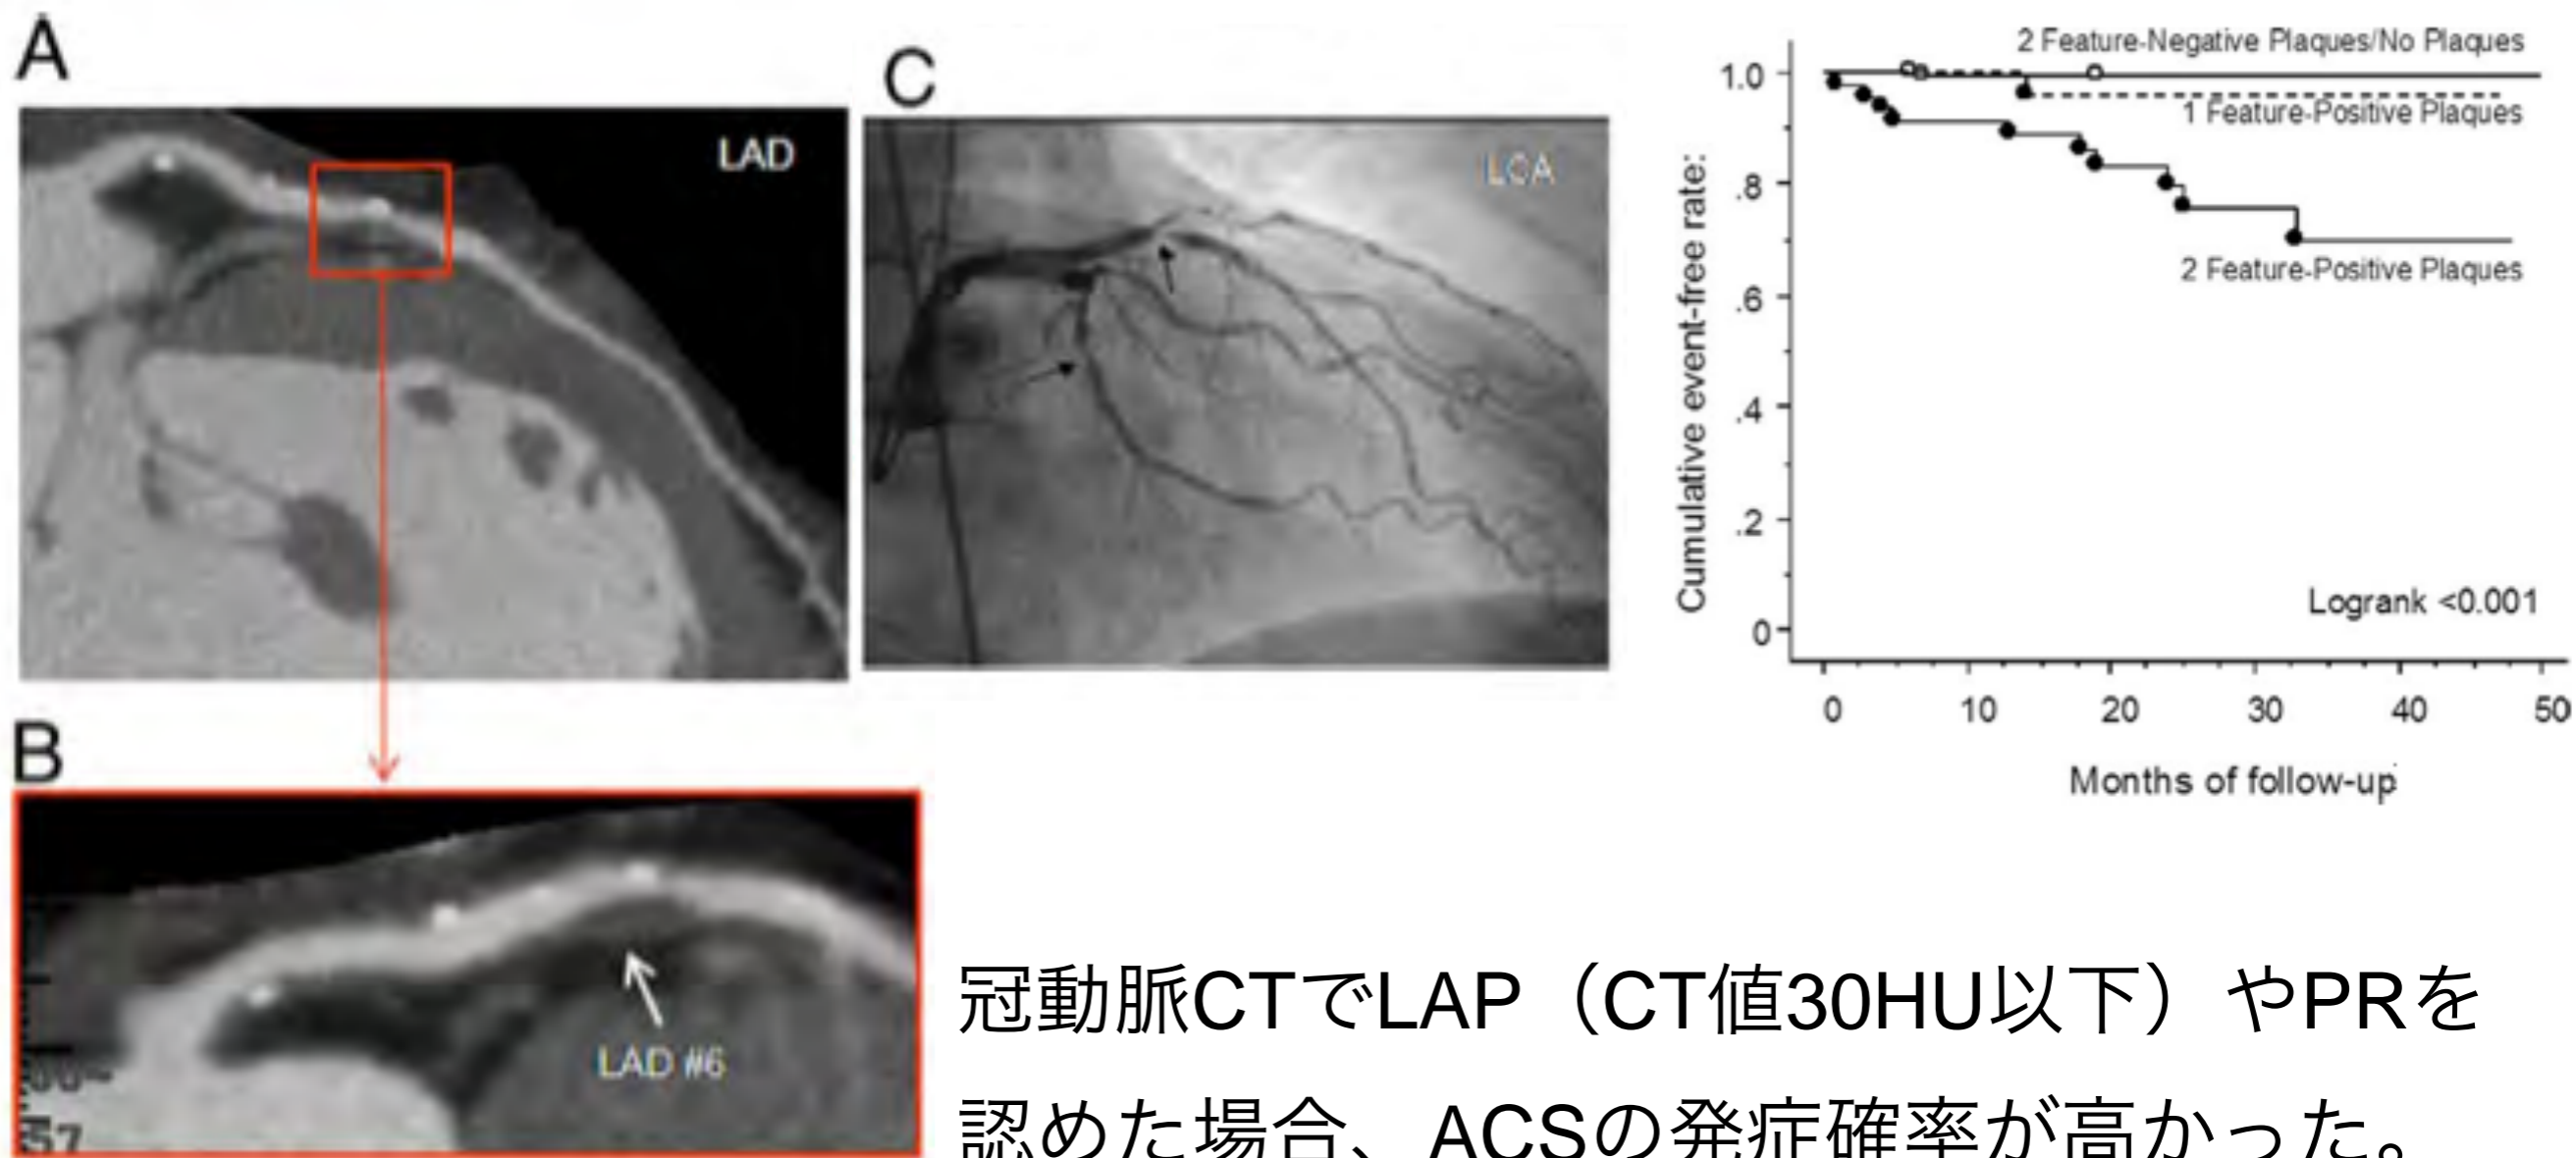 A
LAD
C
LCA
B
LAD #6
57
2 Feature-Negative Plaques/No Plaques
1 Feature-Positive Plaques
2 Feature-Positive Plaques
Logrank <0.001
Cumulative event-free rate:
1.0
.8
.6
.4
.2
0
0 10 20 30 40 50
Months of follow-up
冠動脈CTでLAP（CT値30HU以下）やPRを
認めた場合、ACSの発症確率が高かった。